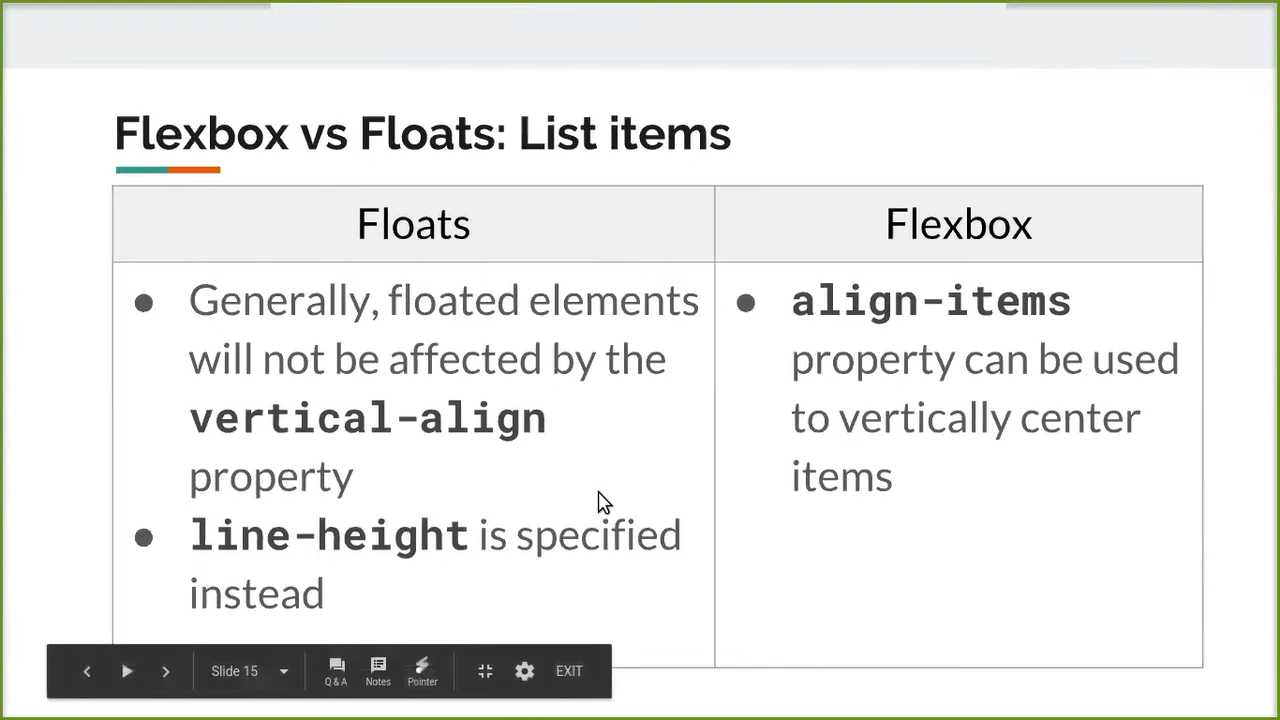 Flexbox vs Floats: List items
Floats
Flexbox
● Generally, floated elements
will not be affected by the
vertical-align
property
● line-height is specified
instead
● align-items
property can be used
to vertically center
items
Slide 15
Q & A
Notes
Pointer
EXIT